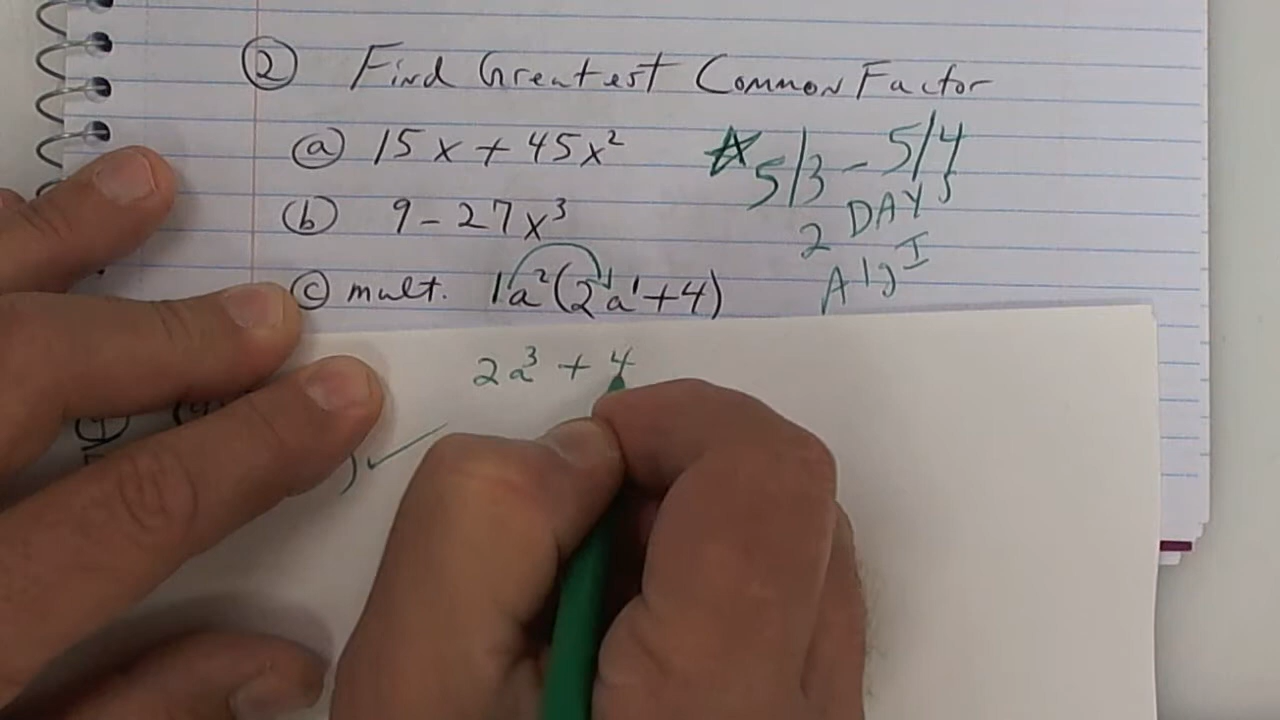 ② Find Greatest Common Factor
ⓐ 15x + 45x²
☆ 5/3 - 5/4
2 DAYS
Alg I
ⓑ 9 - 27x³
ⓒ mult. 1a²(2a¹ + 4)
2a³ + 4
) ✓